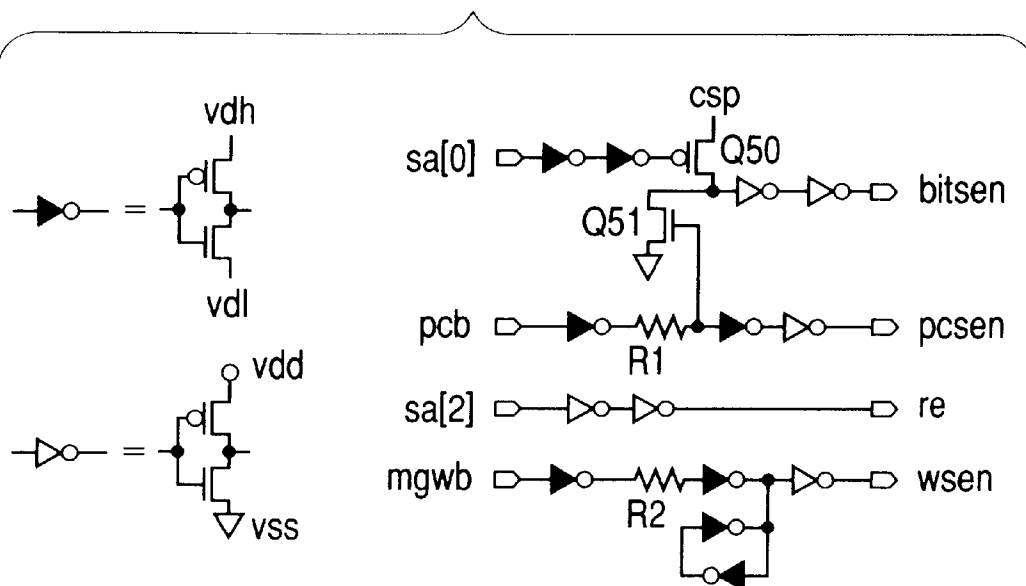 vdh
vdl
vdd
vss
csp
sa[0]
Q50
bitsen
Q51
pcb
R1
pcsen
sa[2]
re
mgwb
R2
wsen